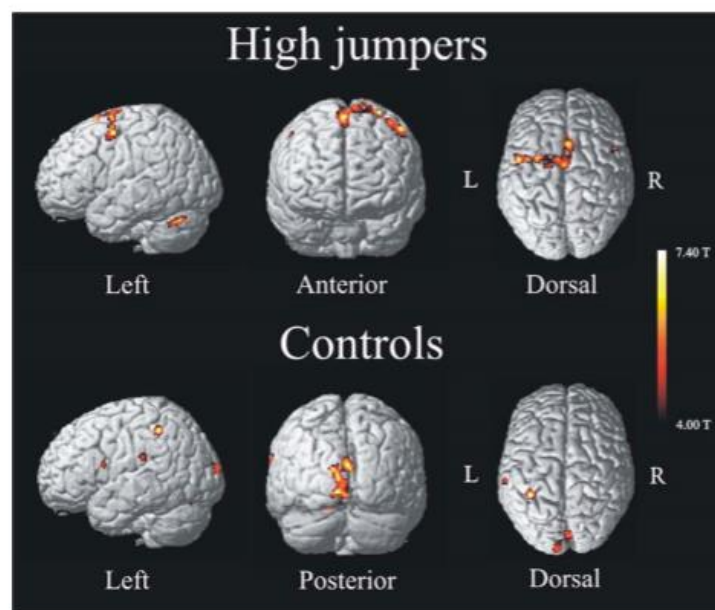 High jumpers
L
R
Left
Anterior
Dorsal
7.40 T
4.00 T
Controls
L
R
Left
Posterior
Dorsal